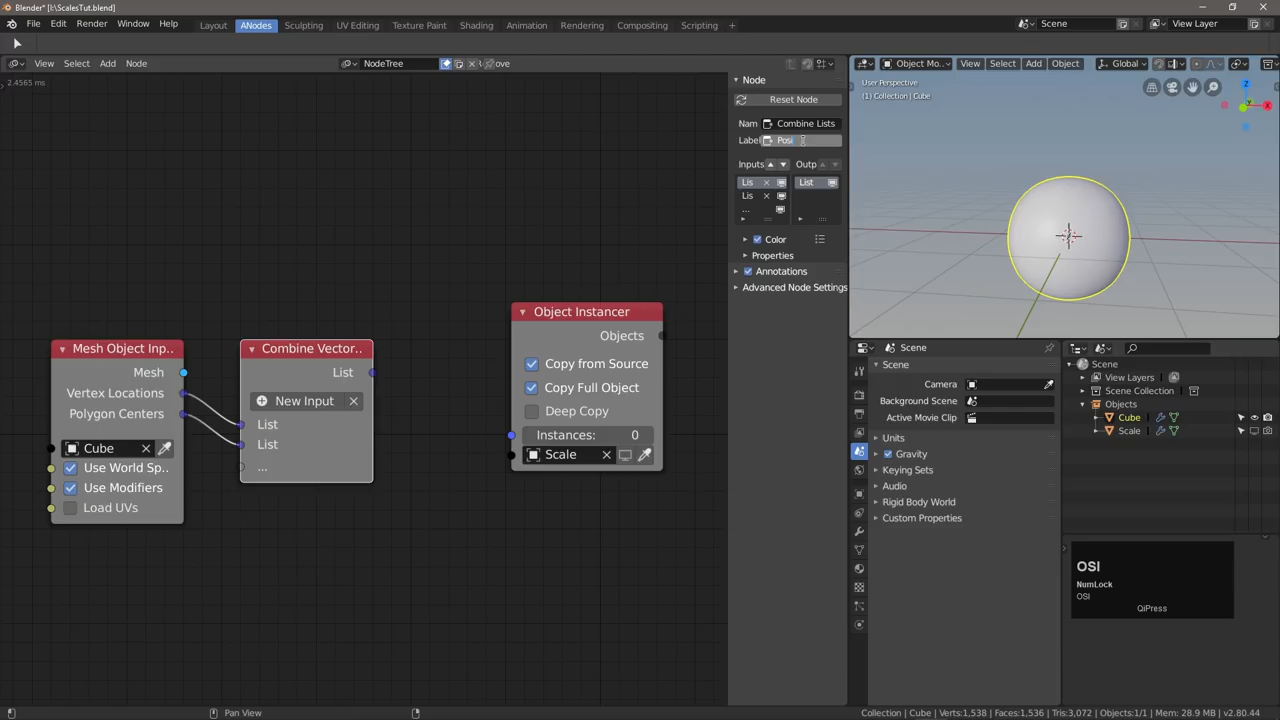 Blender* [I:\ScalesTut.blend]
File Edit Render Window Help
Layout ANodes Sculpting UV Editing Texture Paint Shading Animation Rendering Compositing Scripting +
Scene
View Layer
View Select Add Node
NodeTree
ove
2.4565 ms
Node
Reset Node
Nam Combine Lists
Label Posi
Inputs
Outp
Lis
List
Lis
...
Color
Properties
Annotations
Advanced Node Settings
Mesh Object Inp..
Mesh
Vertex Locations
Polygon Centers
Cube
Use World Sp..
Use Modifiers
Load UVs
Combine Vector..
List
New Input
List
List
...
Object Instancer
Objects
Copy from Source
Copy Full Object
Deep Copy
Instances: 0
Scale
Object Mo..
View Select Add Object
Global
User Perspective
(1) Collection | Cube
Z
Y
X
Scene
Scene
Camera
Background Scene
Active Movie Clip
Units
Gravity
Keying Sets
Audio
Rigid Body World
Custom Properties
Scene
View Layers
Scene Collection
Objects
Cube
Scale
OSI
NumLock
OSI
QiPress
Pan View
Collection | Cube | Verts:1,538 | Faces:1,536 | Tris:3,072 | Objects:1/1 | Mem: 28.9 MB | v2.80.44